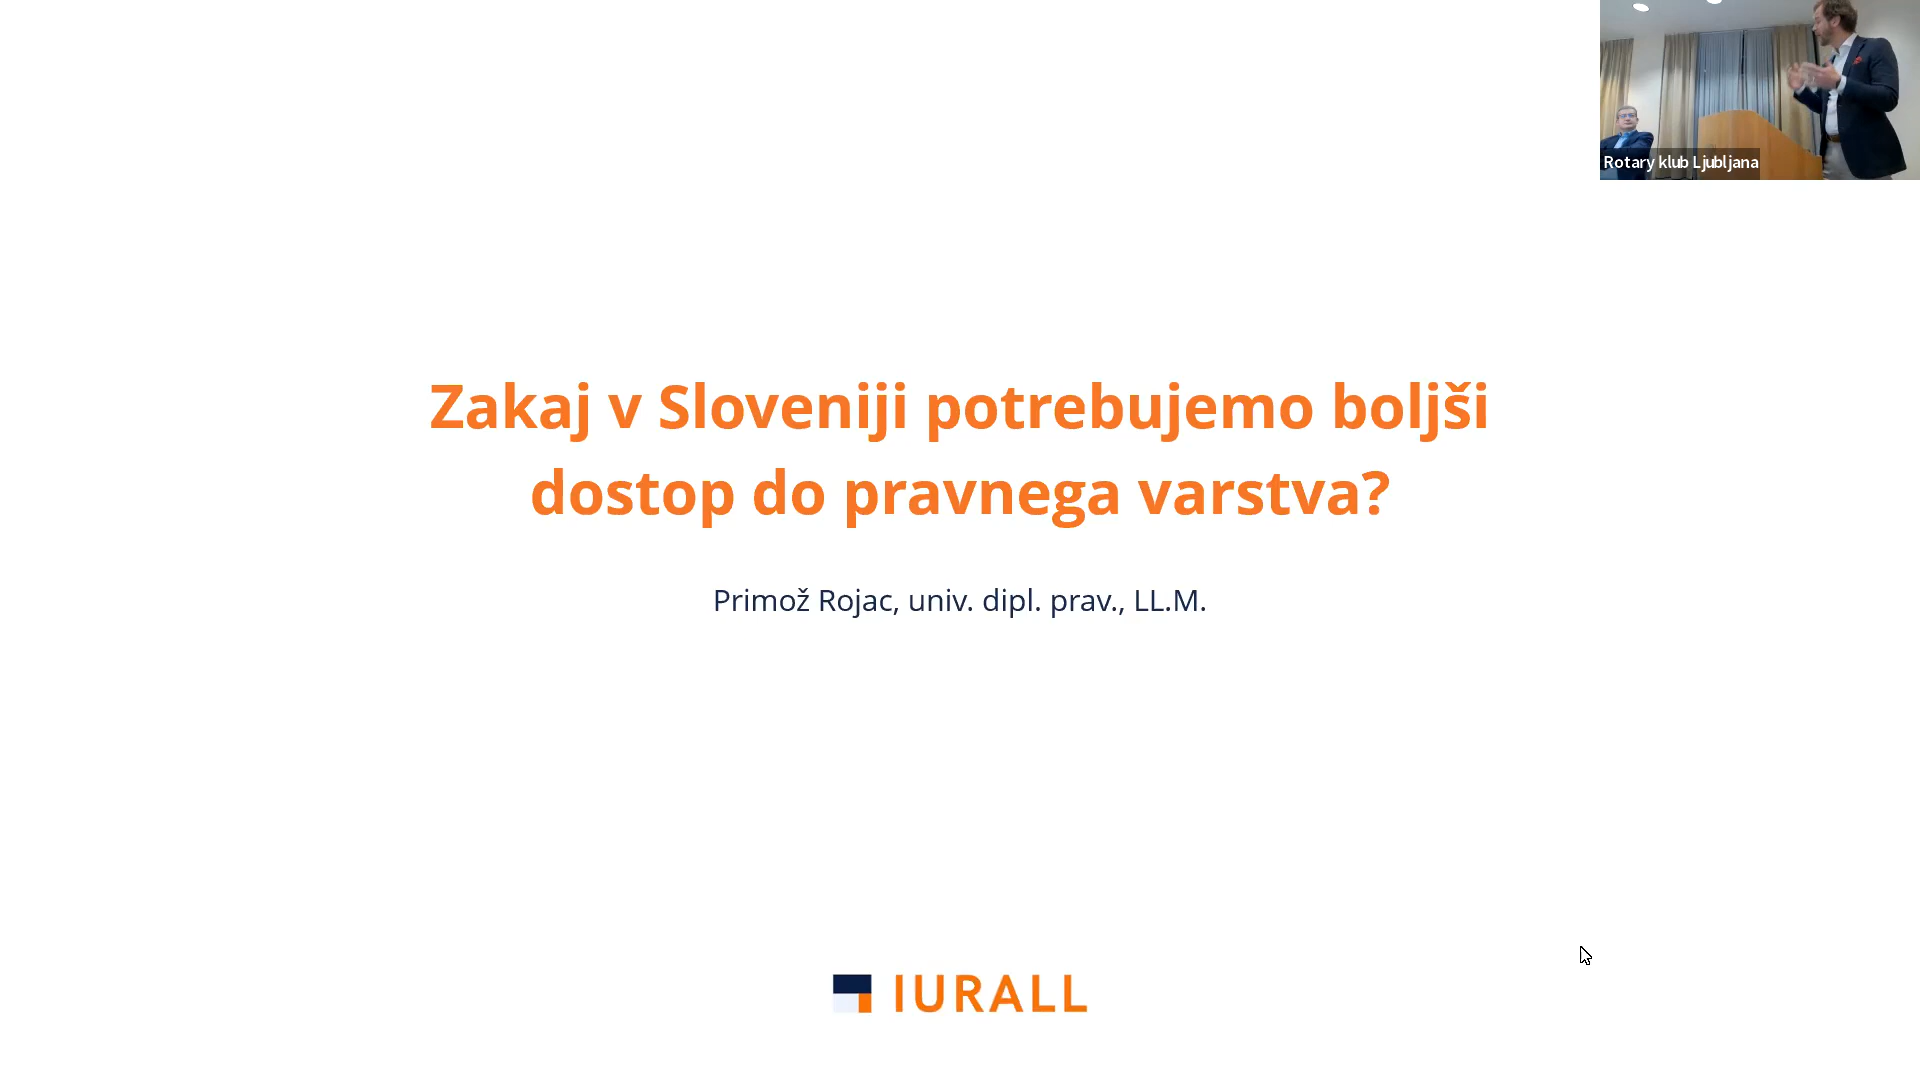 Rotary klub Ljubljana
Zakaj v Sloveniji potrebujemo boljši
dostop do pravnega varstva?
Primož Rojac, univ. dipl. prav., LL.M.
IURALL